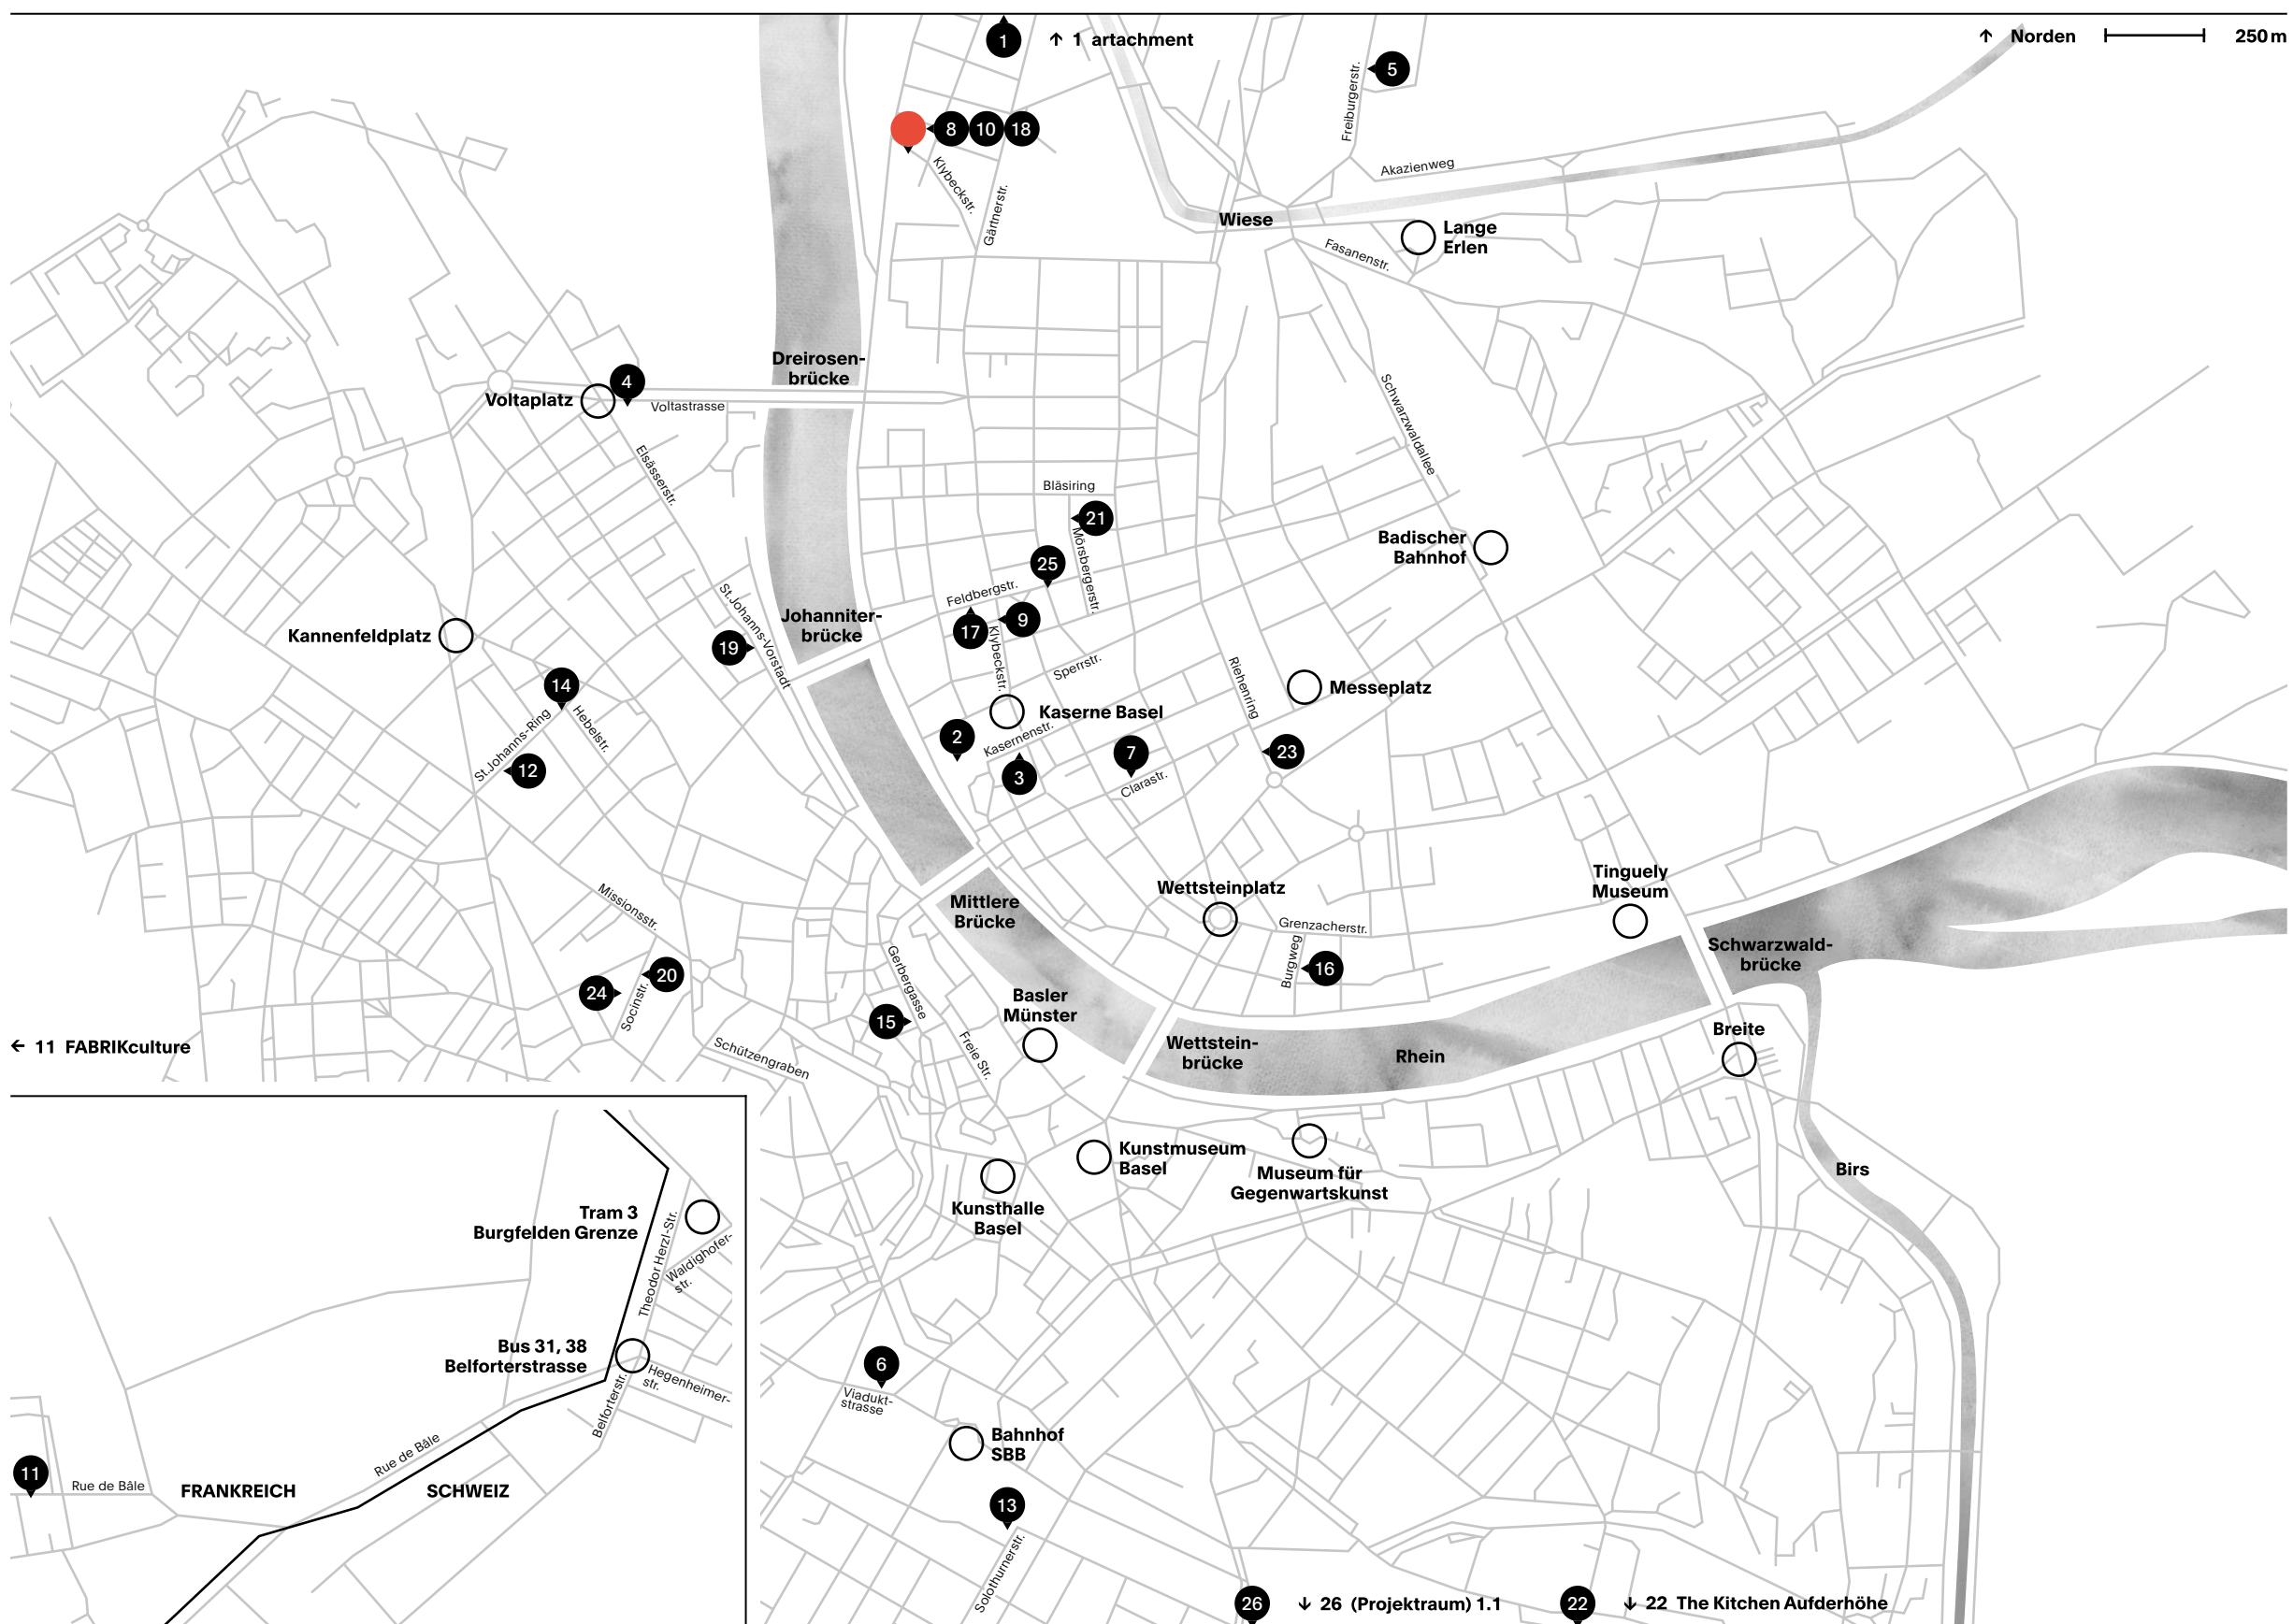 1
↑ 1 artachment
↑ Norden
250 m
5
Freiburgerstr.
8
10
18
Klybeckstr.
Gärtnerstr.
Akazienweg
Wiese
Lange
Erlen
Fasanenstr.
Dreirosen-
brücke
4
Voltaplatz
Voltastrasse
Schwarzwaldallee
Elsässerstr.
Bläsiring
21
Mörsbergerstr.
Badischer
Bahnhof
25
Feldbergstr.
St.Johanns-Vorstadt
Johanniter-
brücke
17
9
Klybeckstr.
Kannenfeldplatz
19
Sperrstr.
Riehenring
14
Messeplatz
St.Johanns-Ring
Hebelstr.
Kaserne Basel
2
Kasernenstr.
7
23
12
3
Clarastr.
Missionsstr.
Mittlere
Brücke
Wettsteinplatz
Tinguely
Museum
Grenzacherstr.
Burgweg
16
Schwarzwald-
brücke
Gerbergasse
24
20
Socinstr.
15
Basler
Münster
Freie Str.
Schützengraben
Wettstein-
brücke
Rhein
Breite
← 11 FABRIKculture
Kunstmuseum
Basel
Museum für
Gegenwartskunst
Birs
Kunsthalle
Basel
Tram 3
Burgfelden Grenze
Theodor Herzl-Str.
Waldighofer-
str.
Bus 31, 38
Belforterstrasse
Hegenheimer-
str.
Belforterstr.
6
Viadukt-
strasse
Bahnhof
SBB
11
Rue de Bâle
Rue de Bâle
FRANKREICH
SCHWEIZ
13
Solothurnerstr.
26
↓ 26 (Projektraum) 1.1
22
↓ 22 The Kitchen Aufderhöhe